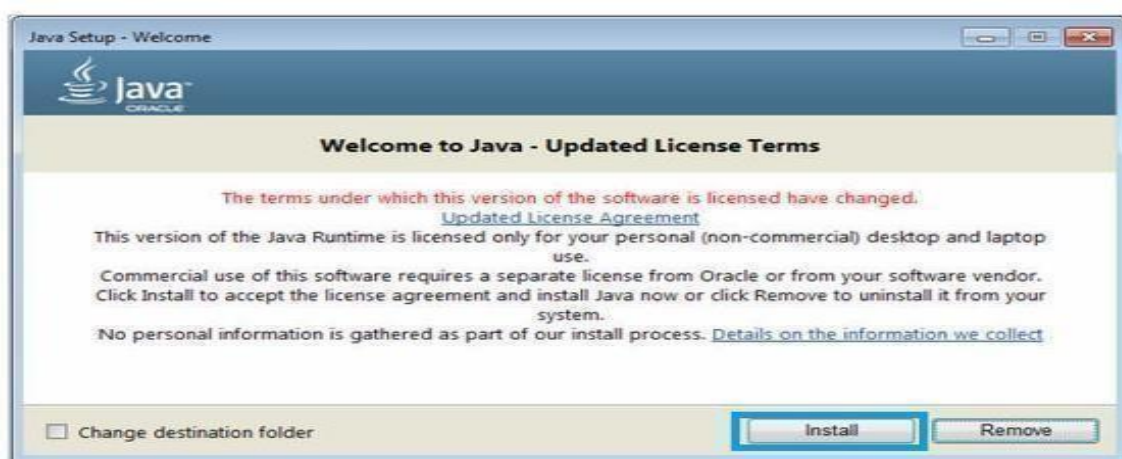 Java Setup - Welcome
Java
ORACLE
Welcome to Java - Updated License Terms
The terms under which this version of the software is licensed have changed.
Updated License Agreement
This version of the Java Runtime is licensed only for your personal (non-commercial) desktop and laptop
use.
Commercial use of this software requires a separate license from Oracle or from your software vendor.
Click Install to accept the license agreement and install Java now or click Remove to uninstall it from your
system.
No personal information is gathered as part of our install process. Details on the information we collect
Change destination folder
Install
Remove